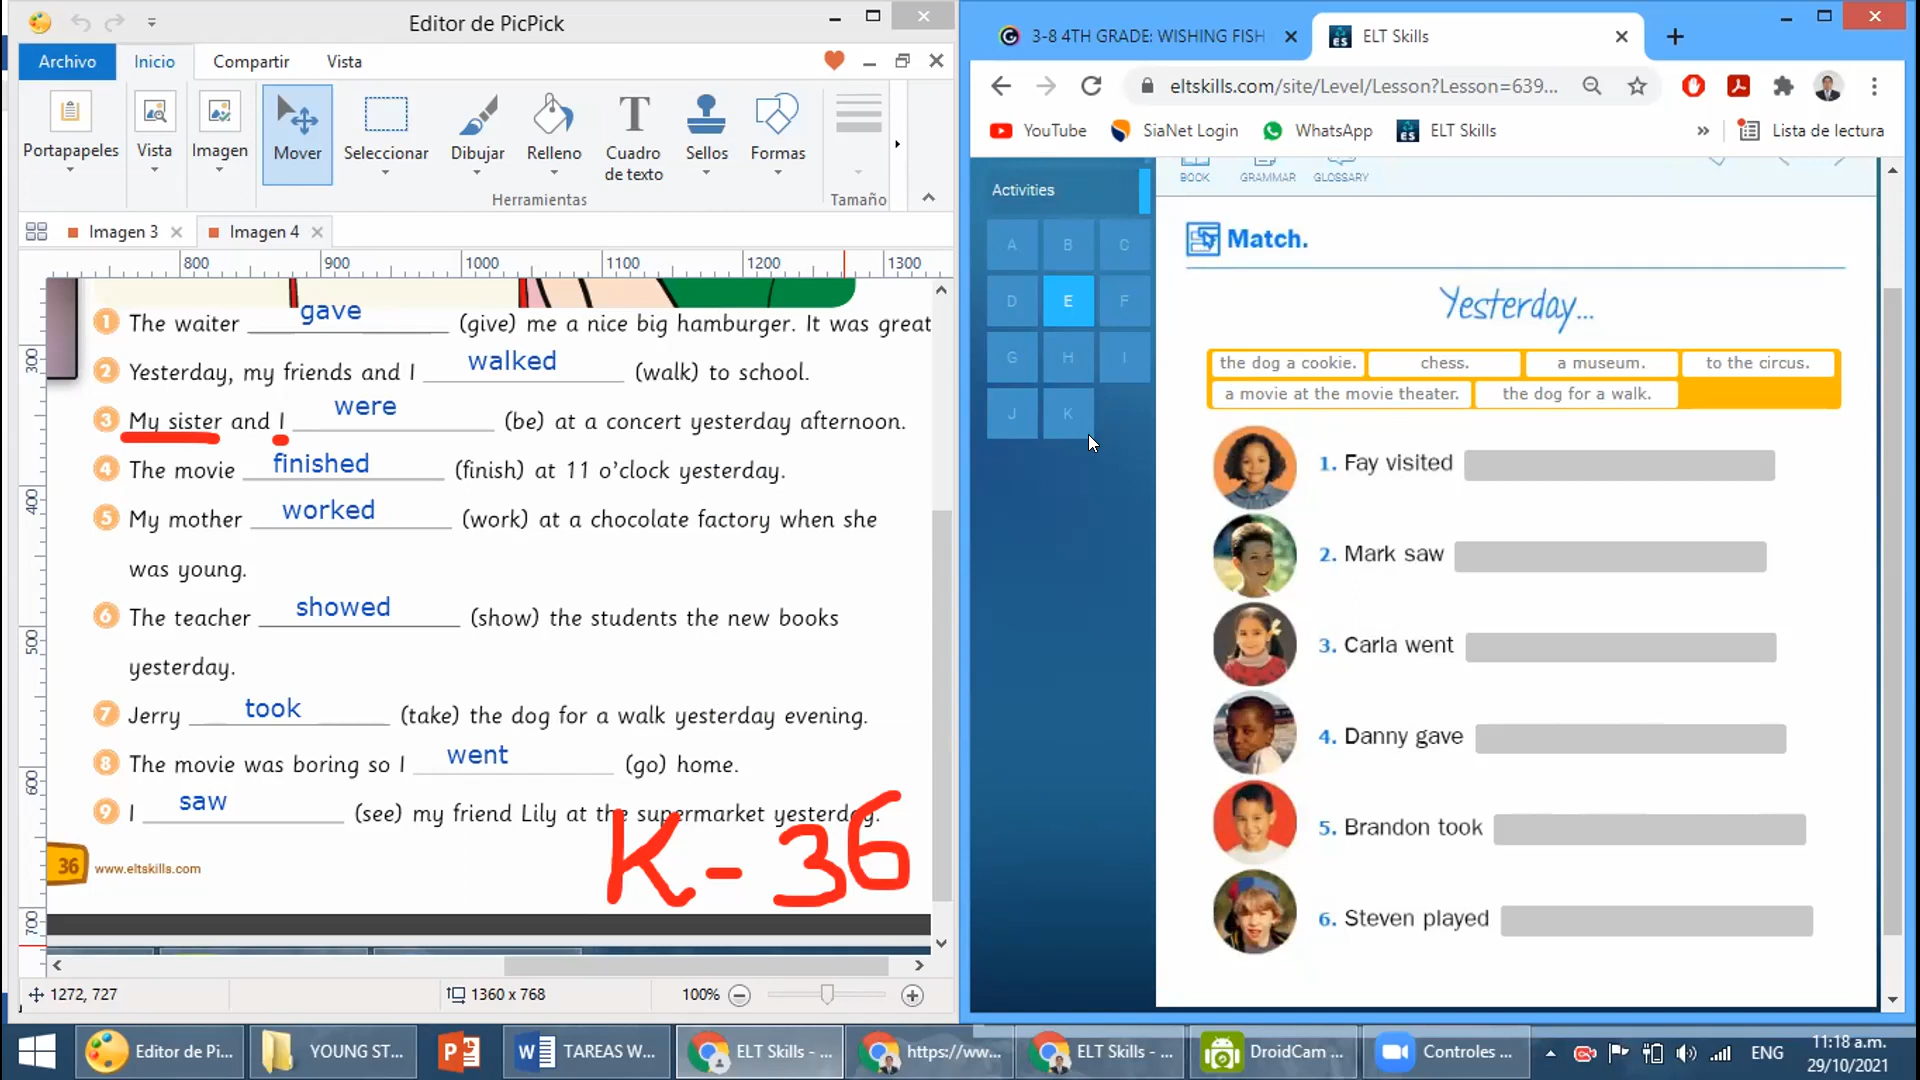 Editor de PicPick
Archivo Inicio Compartir Vista
Portapapeles Vista Imagen Mover Seleccionar Dibujar Relleno Cuadro de texto Sellos Formas Tamaño
Herramientas
Imagen 3 Imagen 4
800 900 1000 1100 1200 1300
300
400
500
600
700
1 The waiter gave (give) me a nice big hamburger. It was great
2 Yesterday, my friends and I walked (walk) to school.
3 My sister and I were (be) at a concert yesterday afternoon.
4 The movie finished (finish) at 11 o'clock yesterday.
5 My mother worked (work) at a chocolate factory when she
was young.
6 The teacher showed (show) the students the new books
yesterday.
7 Jerry took (take) the dog for a walk yesterday evening.
8 The movie was boring so I went (go) home.
9 I saw (see) my friend Lily at the supermarket yesterday.
K-36
36 www.eltskills.com
1272, 727 1360 x 768 100%
3-8 4TH GRADE: WISHING FISH ELT Skills
eltskills.com/site/Level/Lesson?Lesson=639...
YouTube SiaNet Login WhatsApp ELT Skills » Lista de lectura
BOOK GRAMMAR GLOSSARY
Activities
A B C
D E F
G H I
J K
Match.
Yesterday...
the dog a cookie. chess. a museum. to the circus.
a movie at the movie theater. the dog for a walk.
1. Fay visited
2. Mark saw
3. Carla went
4. Danny gave
5. Brandon took
6. Steven played
Editor de Pi... YOUNG ST... TAREAS W... ELT Skills - ... https://ww... ELT Skills - ... DroidCam ... Controles ... ENG 11:18 a.m.
29/10/2021